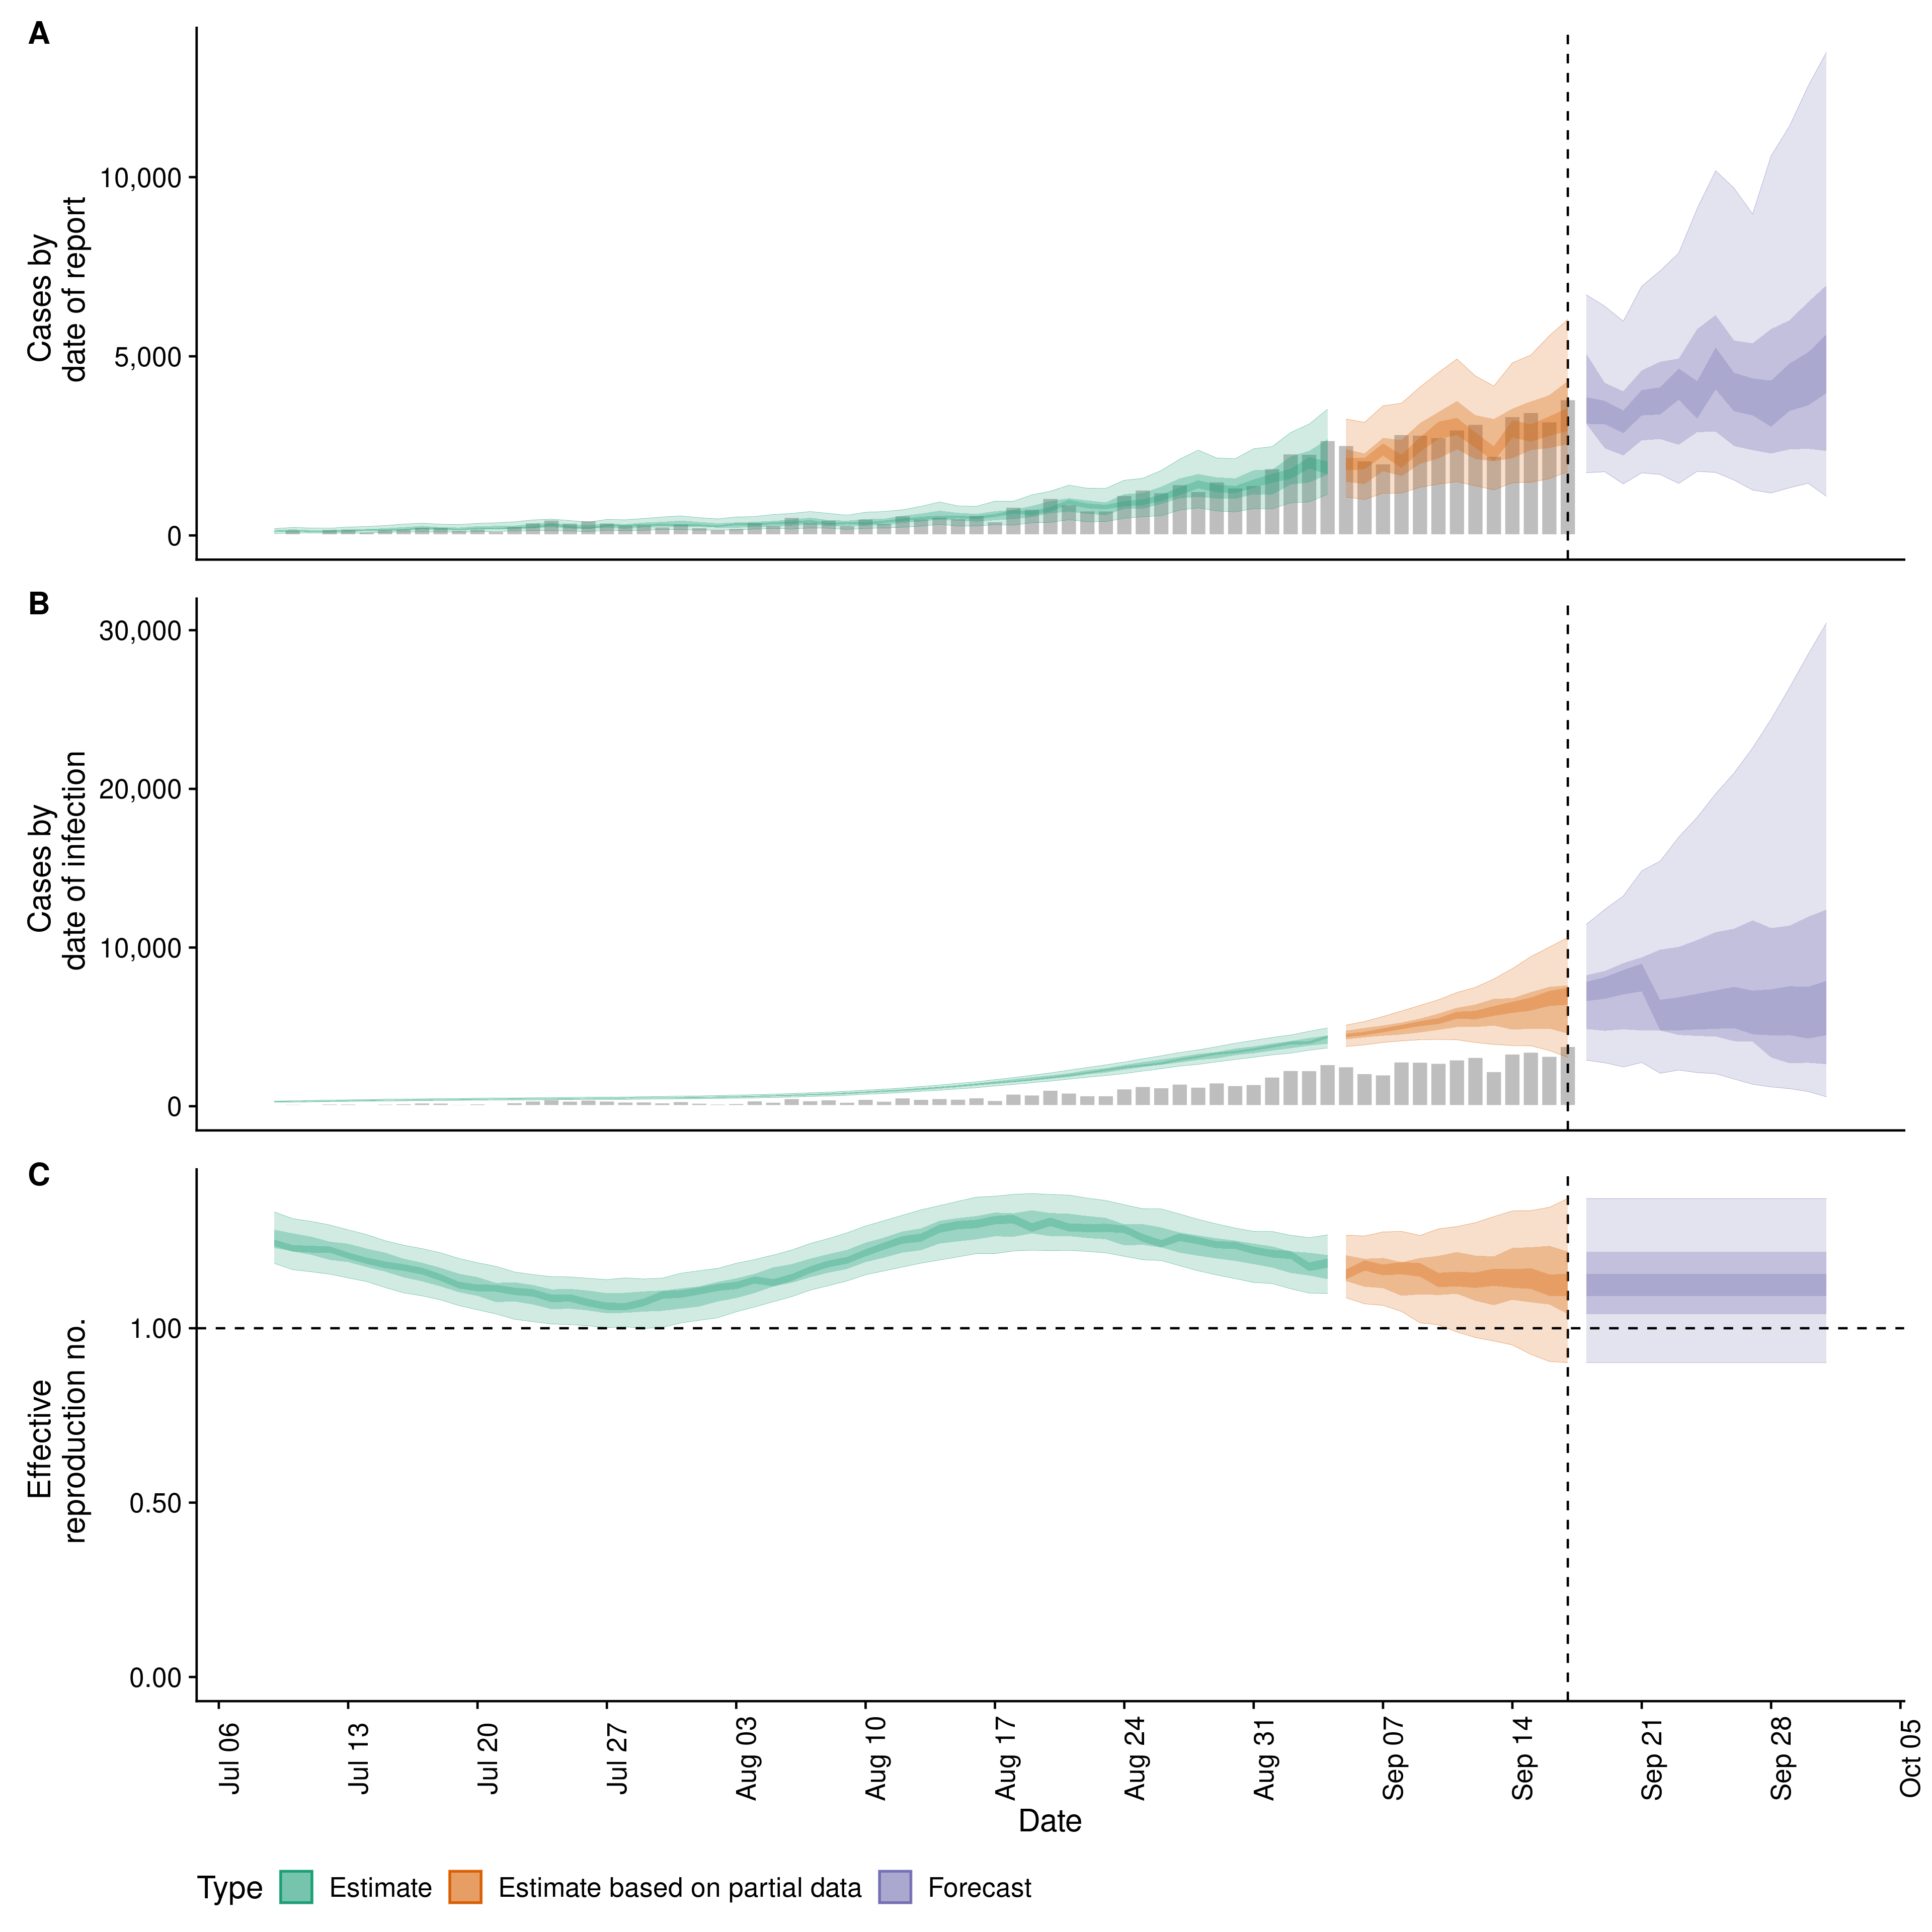 A
Cases by
date of report
10,000
5,000
0
B
Cases by
date of infection
30,000
20,000
10,000
0
C
Effective
reproduction no.
1.00
0.50
0.00
Jul 06
Jul 13
Jul 20
Jul 27
Aug 03
Aug 10
Aug 17
Aug 24
Aug 31
Sep 07
Sep 14
Sep 21
Sep 28
Oct 05
Date
Type
Estimate
Estimate based on partial data
Forecast